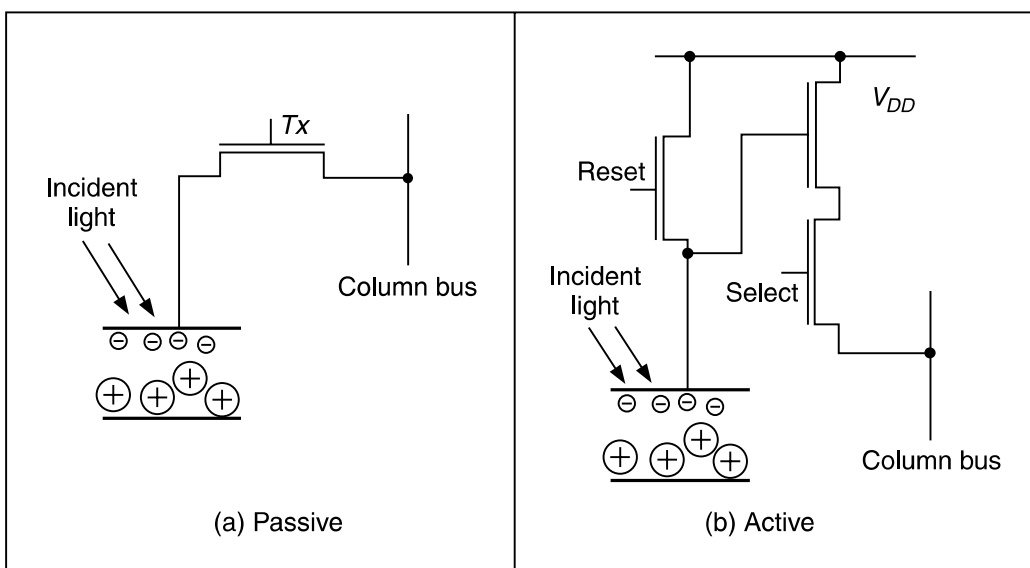 Tx
Incident
light
Column bus
(a) Passive
V_DD
Reset
Incident
light
Select
Column bus
(b) Active